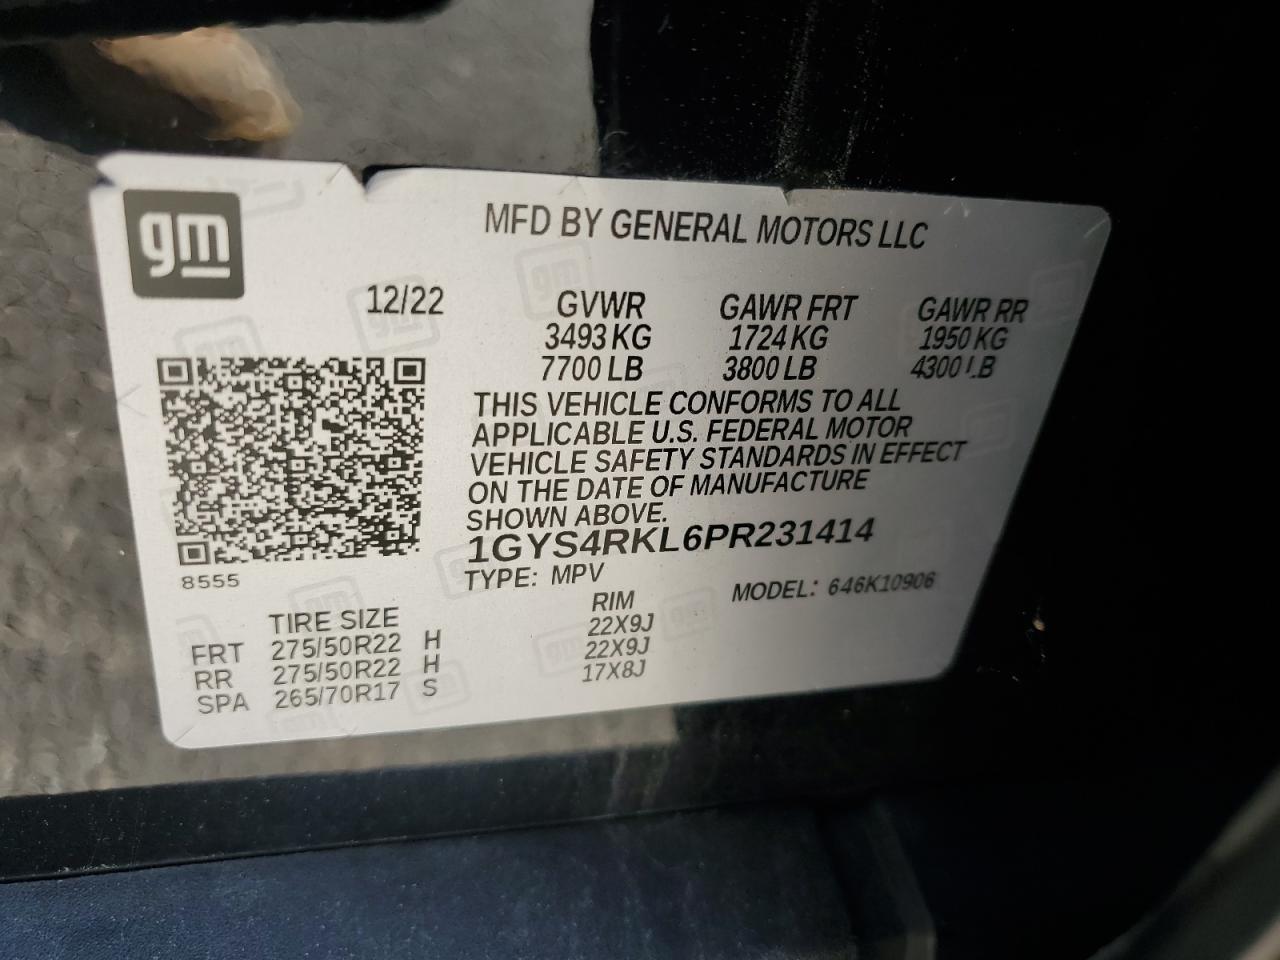 gm
MFD BY GENERAL MOTORS LLC
12/22 GVWR GAWR FRT GAWR RR
3493 KG 1724 KG 1950 KG
7700 LB 3800 LB 4300 LB
THIS VEHICLE CONFORMS TO ALL
APPLICABLE U.S. FEDERAL MOTOR
VEHICLE SAFETY STANDARDS IN EFFECT
ON THE DATE OF MANUFACTURE
SHOWN ABOVE.
1GYS4RKL6PR231414
8555
TYPE: MPV MODEL: 646K10906
TIRE SIZE RIM
FRT 275/50R22 H 22X9J
RR 275/50R22 H 22X9J
SPA 265/70R17 S 17X8J